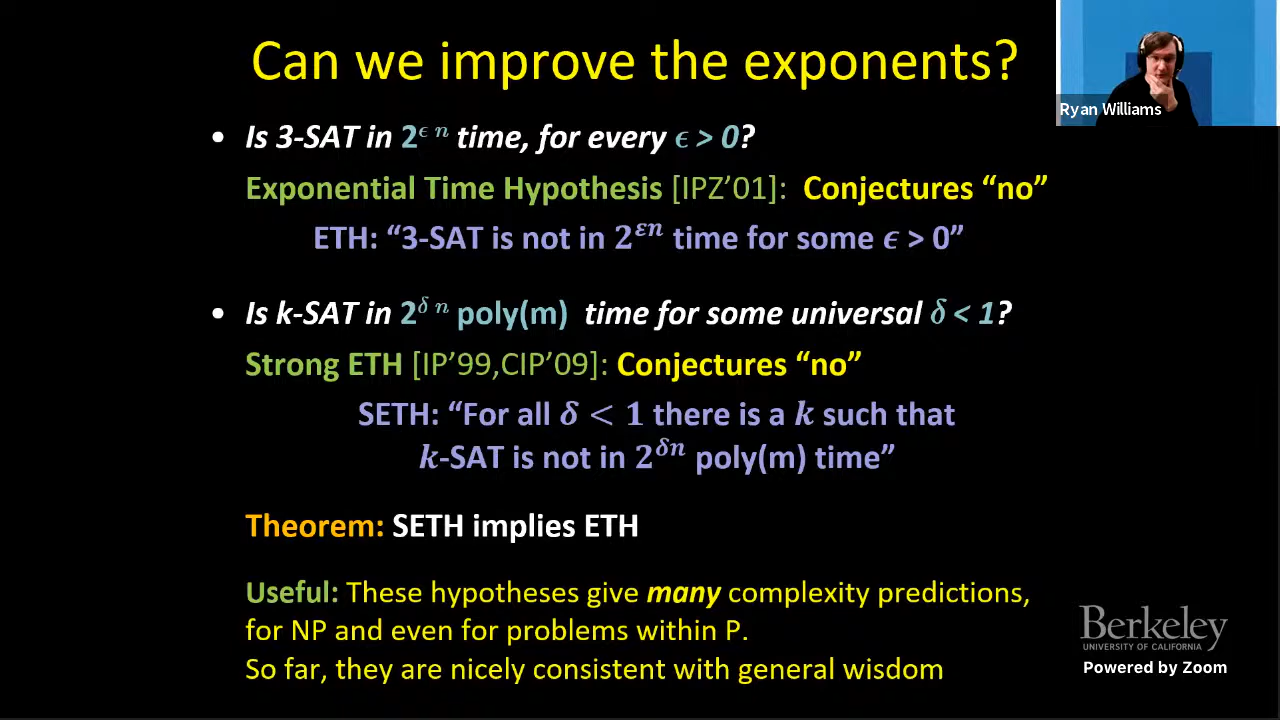 Can we improve the exponents?
Ryan Williams
• Is 3-SAT in 2^{ϵ n} time, for every ϵ > 0?
Exponential Time Hypothesis [IPZ’01]: Conjectures “no”
ETH: “3-SAT is not in 2^{εn} time for some ϵ > 0”
• Is k-SAT in 2^{δ n} poly(m) time for some universal δ < 1?
Strong ETH [IP’99,CIP’09]: Conjectures “no”
SETH: “For all δ < 1 there is a k such that
k-SAT is not in 2^{δn} poly(m) time”
Theorem: SETH implies ETH
Useful: These hypotheses give many complexity predictions,
for NP and even for problems within P.
So far, they are nicely consistent with general wisdom
Berkeley
UNIVERSITY OF CALIFORNIA
Powered by Zoom